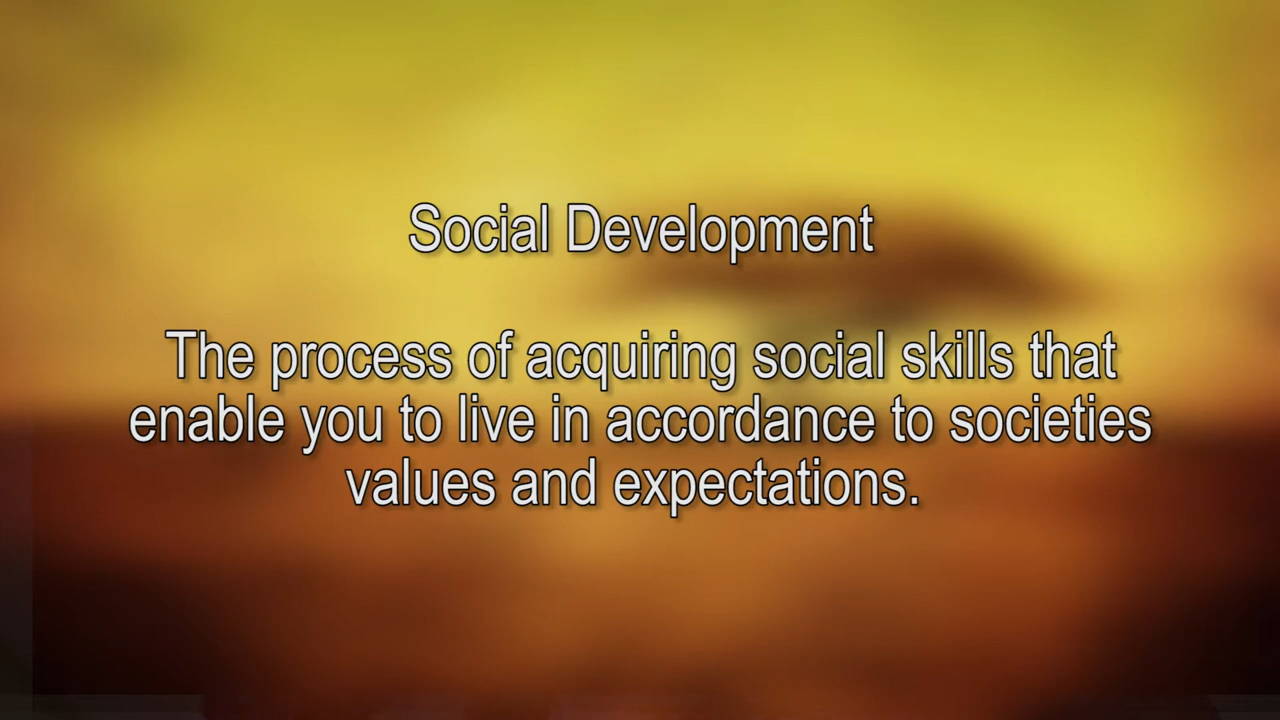 Social Development
The process of acquiring social skills that
enable you to live in accordance to societies
values and expectations.